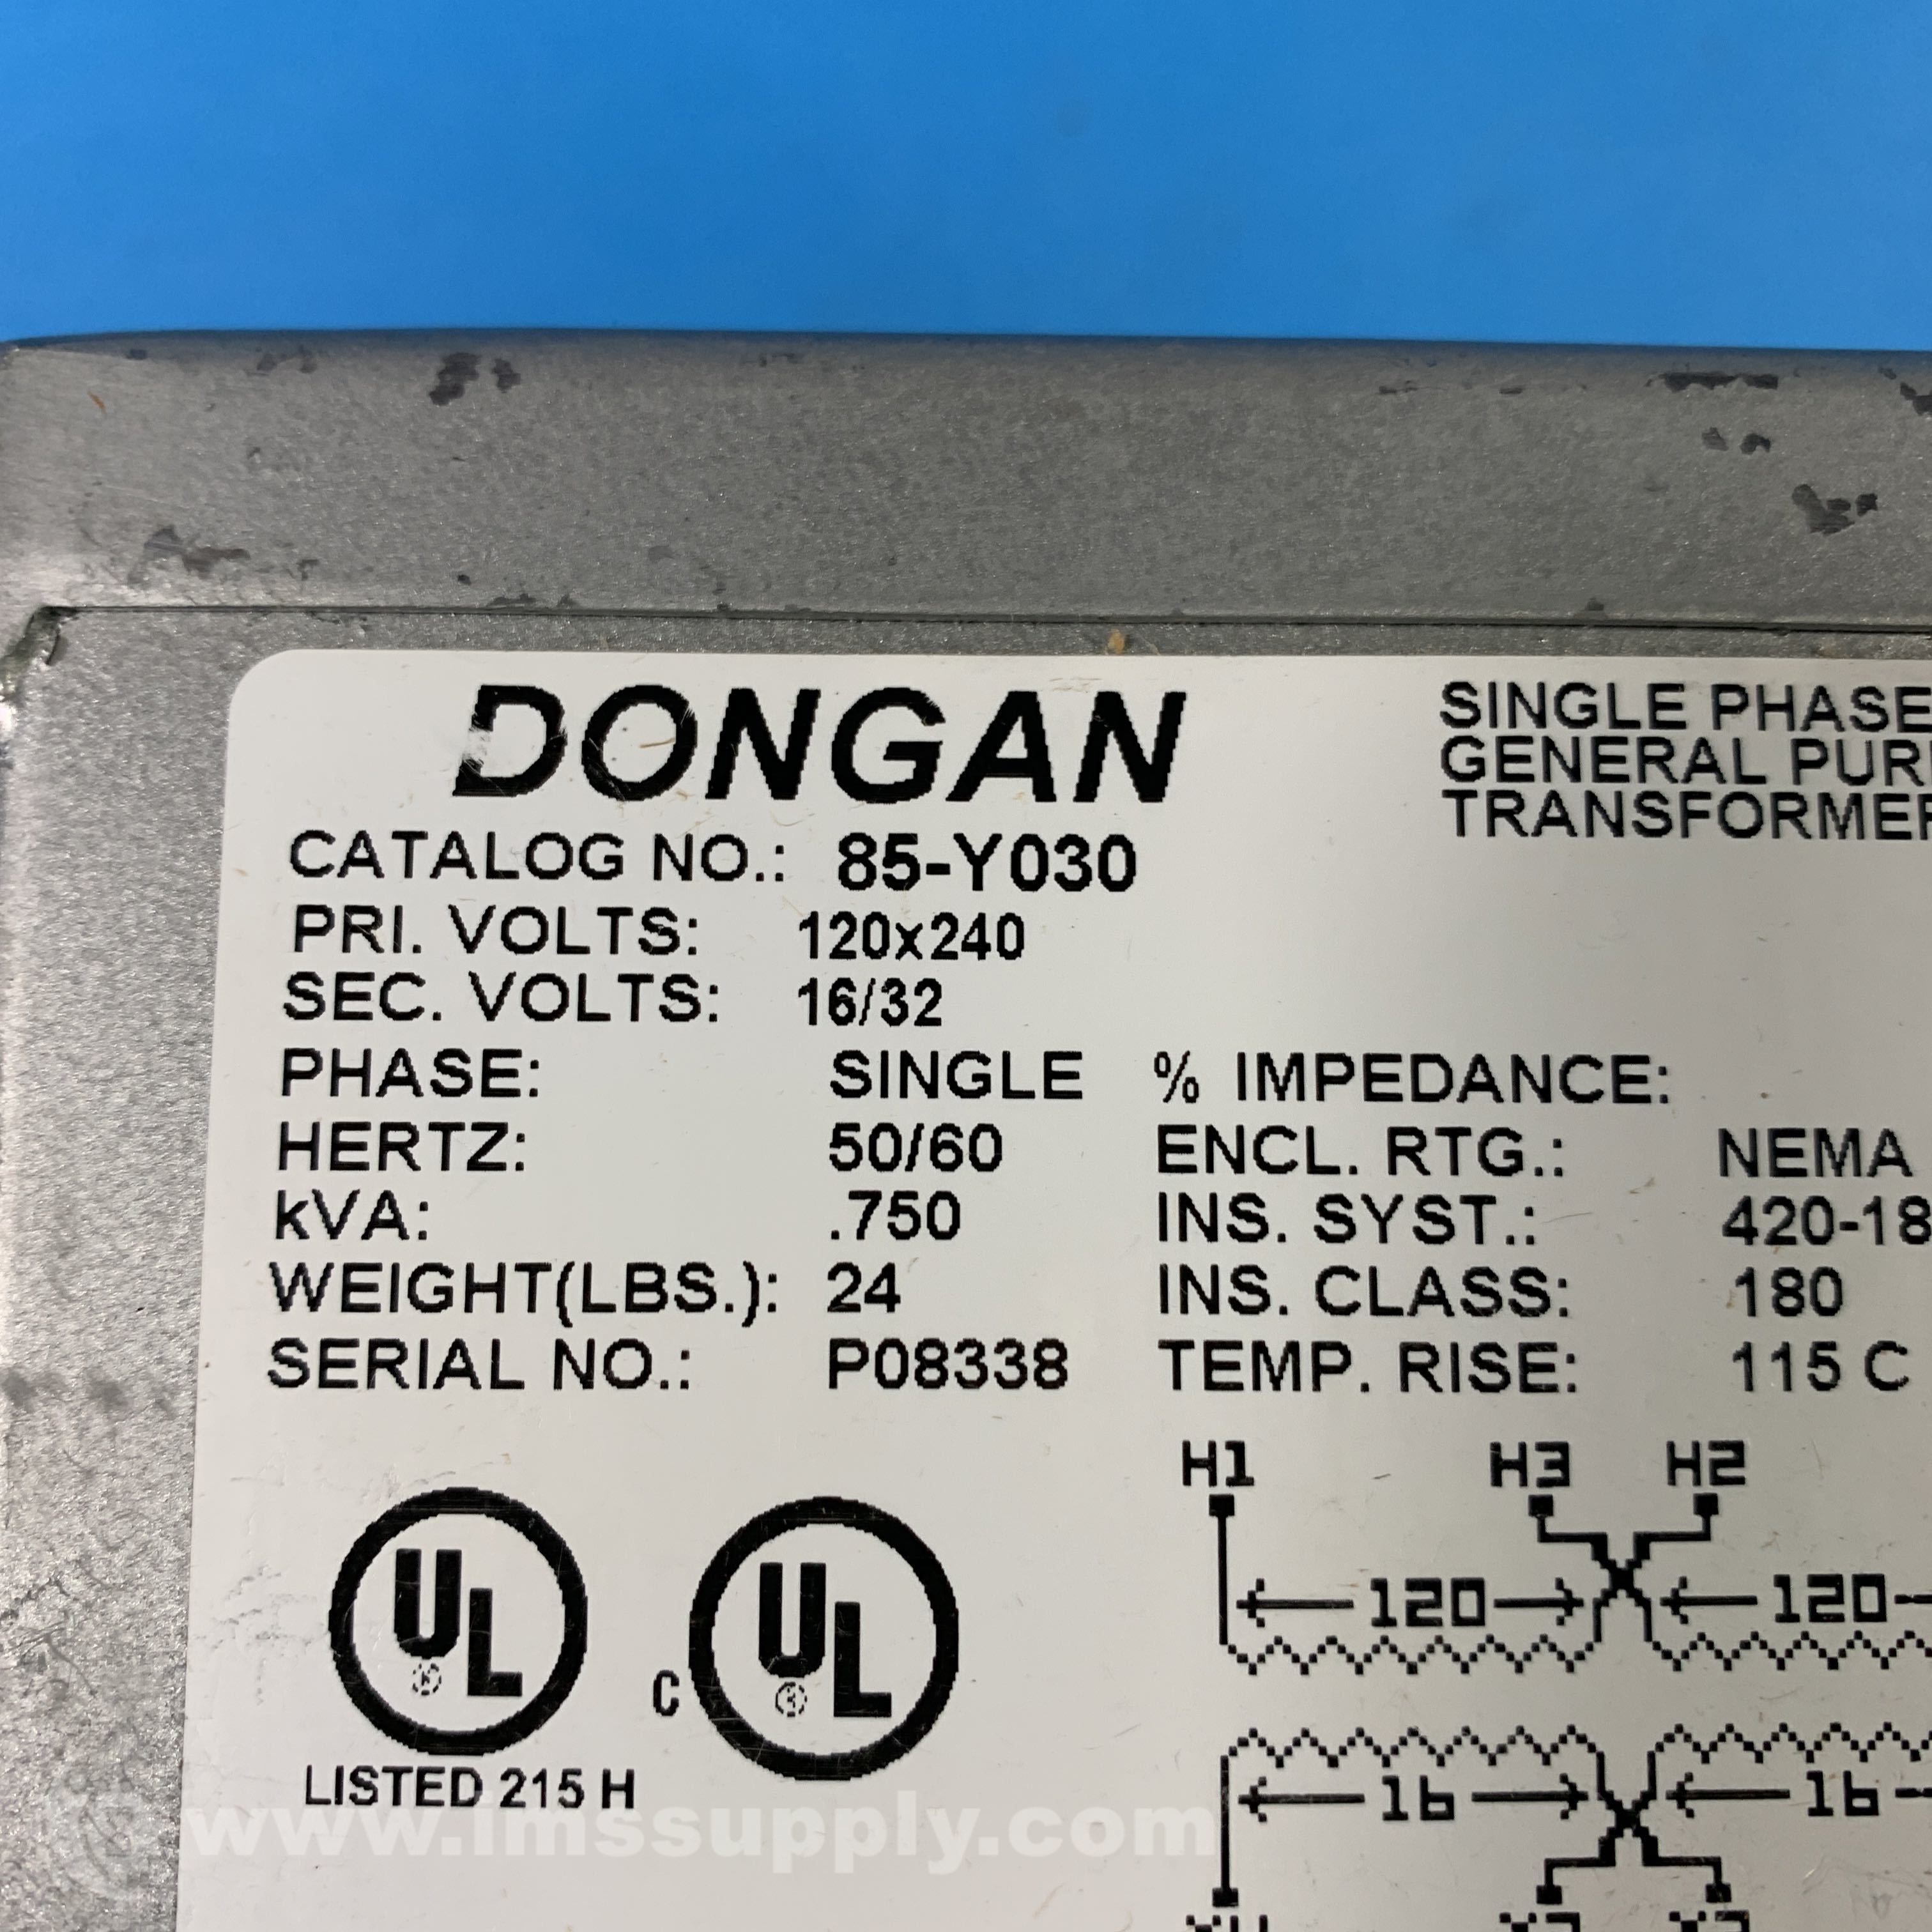 DONGAN
SINGLE PHASE
GENERAL
TRANSFORMER
CATALOG NO.: 85-Y030
PRI. VOLTS: 120x240
SEC. VOLTS: 16/32
PHASE: SINGLE % IMPEDANCE:
HERTZ: 50/60 ENCL. RTG.: NEMA
kVA: .750 INS. SYST.: 420-18
WEIGHT(LBS.): 24 INS. CLASS: 180
SERIAL NO.: P08338 TEMP. RISE: 115 C
H1 H3 H2
120 120
16 16
UL
C UL
LISTED 215 H
www.imssupply.com